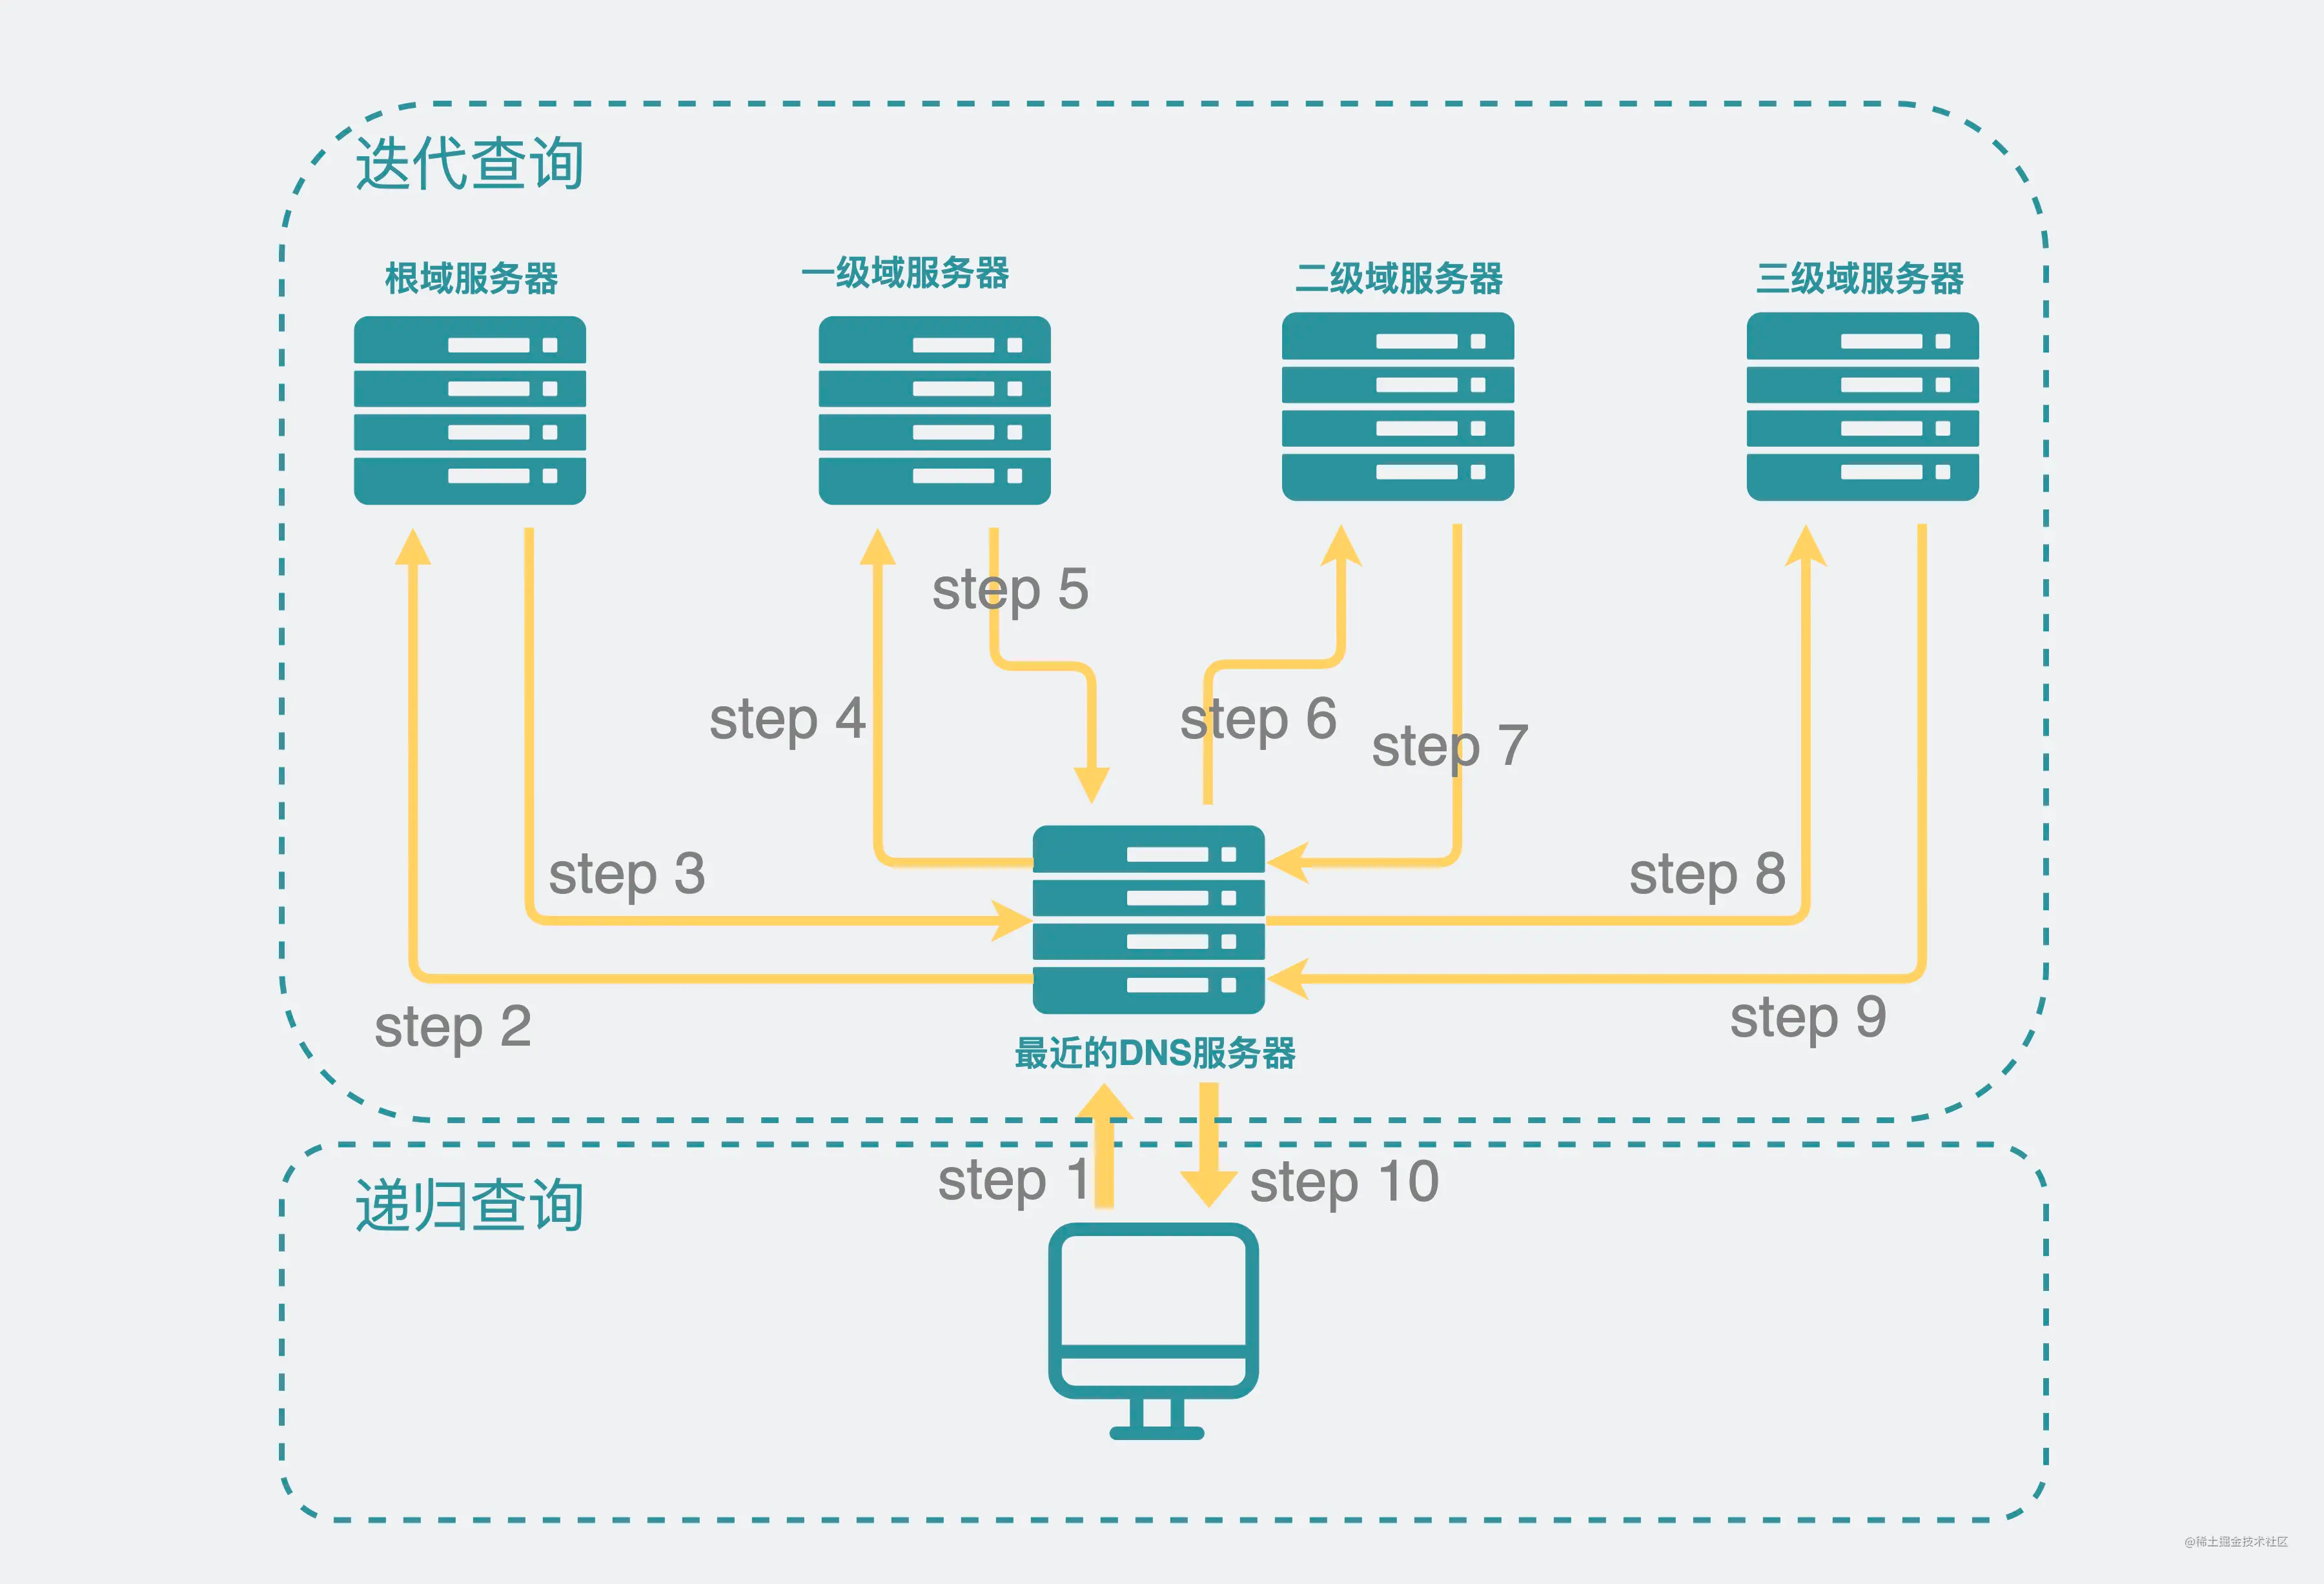 迭代查询
根域服务器
一级域服务器
二级域服务器
三级域服务器
step 5
step 4
step 6
step 7
step 3
step 8
step 2
step 9
最近的DNS服务器
step 1
step 10
递归查询
@稀土掘金技术社区